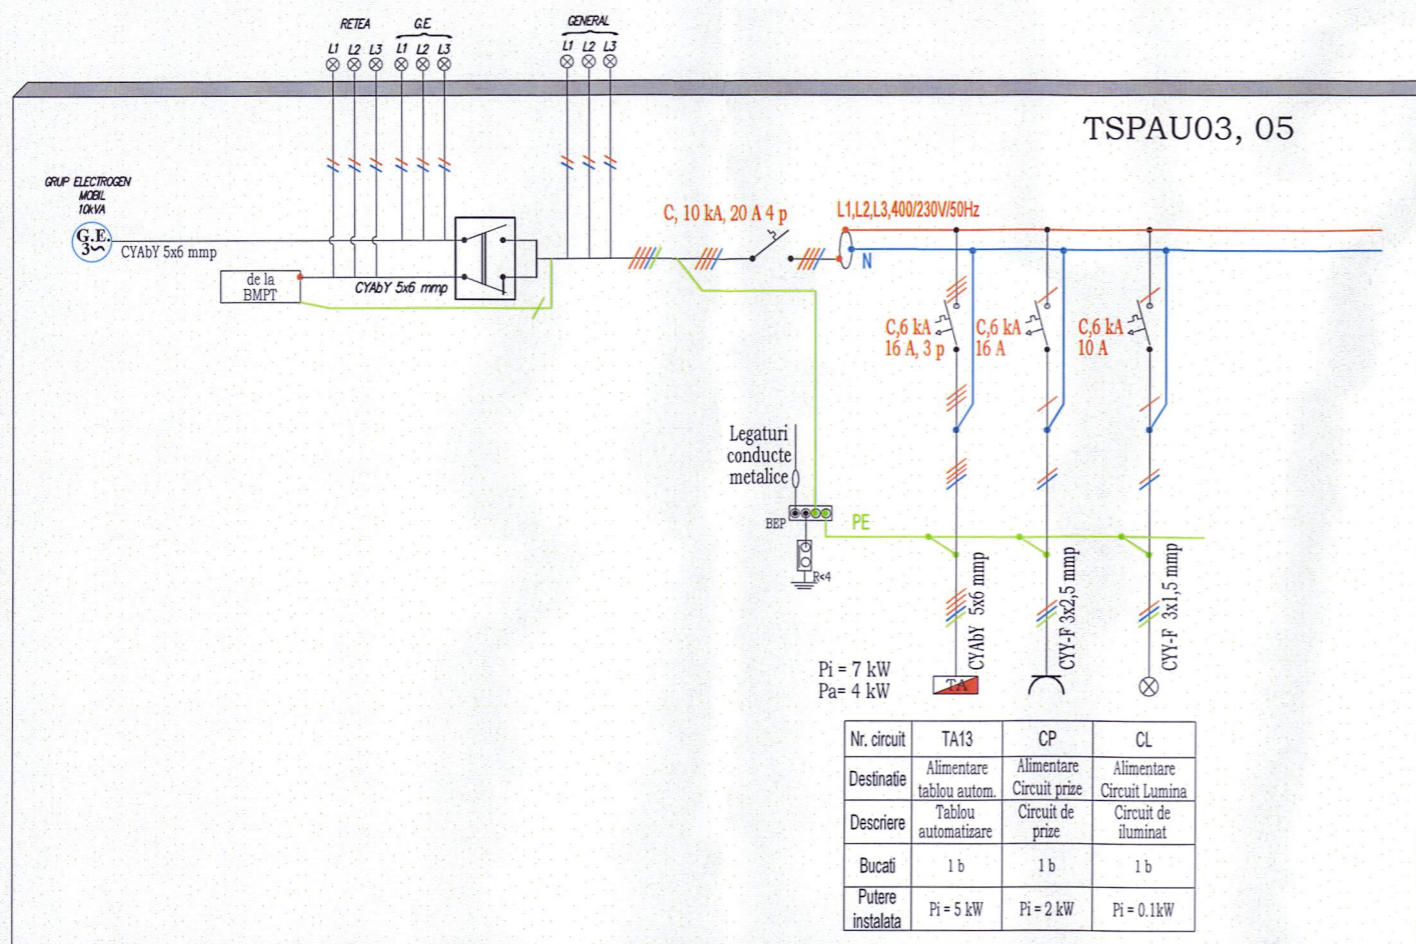 RETEA
G.E.
GENERAL
L1 L2 L3 L1 L2 L3
L1 L2 L3
TSPAU03, 05
GRUP ELECTROGEN
MOBIL
10kVA
G.E.
3~
CYAbY 5x6 mmp
de la
BMPT
CYAbY 5x6 mmp
C, 10 kA, 20 A 4 p
L1,L2,L3,400/230V/50Hz
N
C,6 kA
16 A, 3 p
C,6 kA
16 A
C,6 kA
10 A
Legaturi
conducte
metalice
BEP
PE
R<4
CYAbY 5x6 mmp
CYY-F 3x2,5 mmp
CYY-F 3x1,5 mmp
Pi = 7 kW
Pa= 4 kW
TA
Nr. circuit TA13 CP CL
Destinatie Alimentare tablou autom. Alimentare Circuit prize Alimentare Circuit Lumina
Descriere Tablou automatizare Circuit de prize Circuit de iluminat
Bucati 1 b 1 b 1 b
Putere instalata Pi = 5 kW Pi = 2 kW Pi = 0.1kW